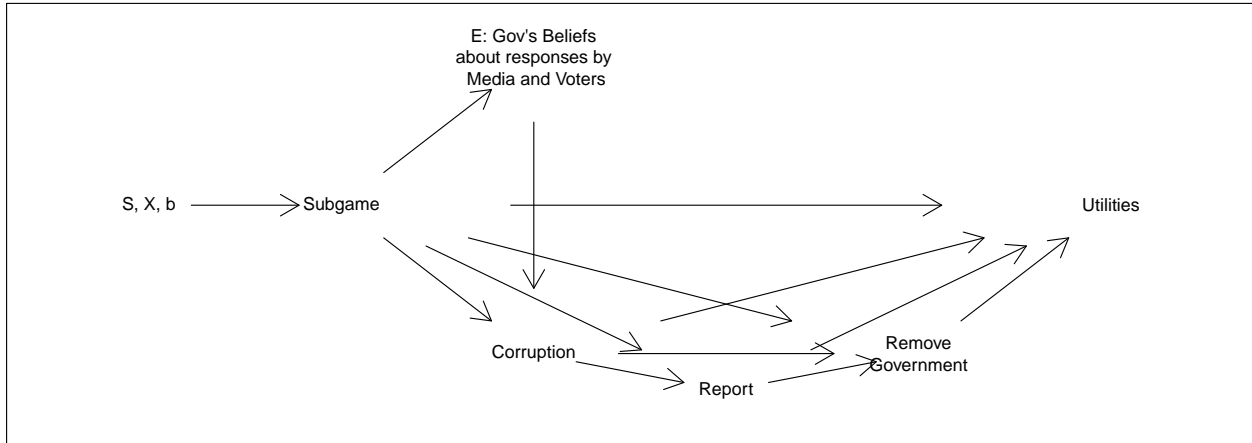 E: Gov's Beliefs
about responses by
Media and Voters
S, X, b
Subgame
Utilities
Corruption
Report
Remove
Government